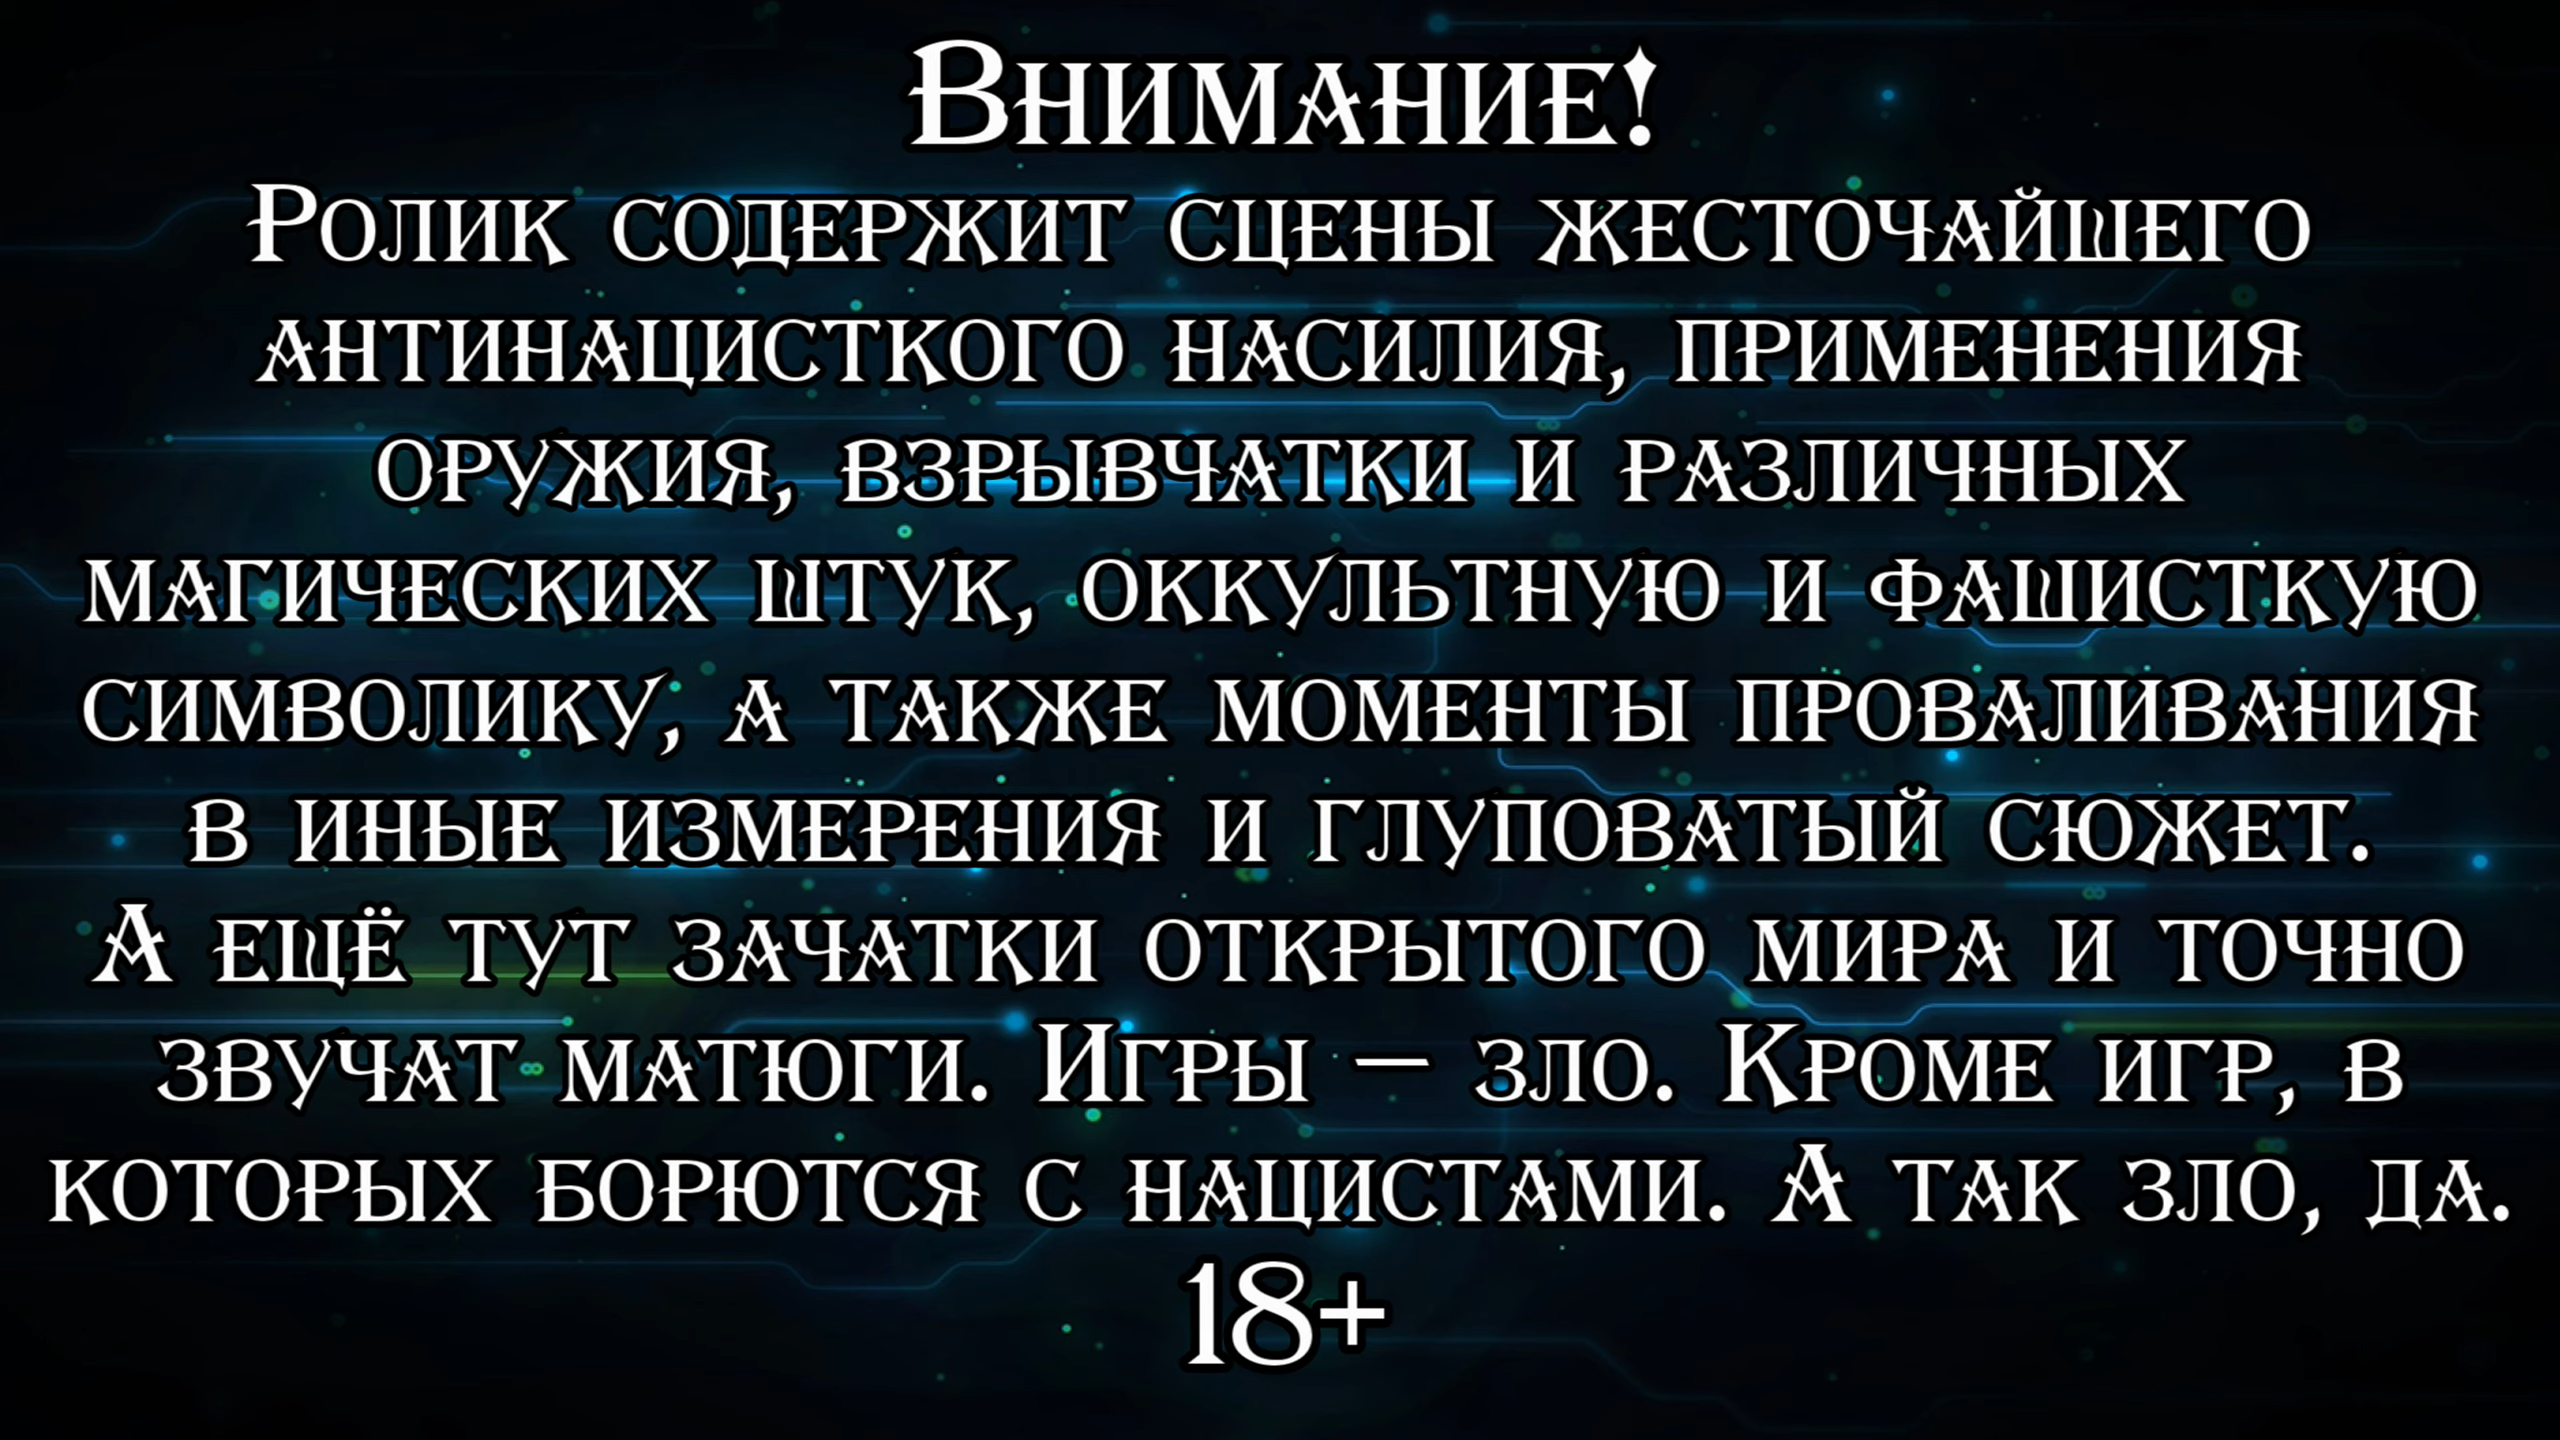 Внимание!
Ролик содержит сцены жесточайшего
антинацисткого насилия, применения
оружия, взрывчатки и различных
магических штук, оккультную и фашисткую
символику, а также моменты проваливания
в иные измерения и глуповатый сюжет.
А ещё тут зачатки открытого мира и точно
звучат матюги. Игры — зло. Кроме игр, в
которых борются с нацистами. А так зло, да.
18+